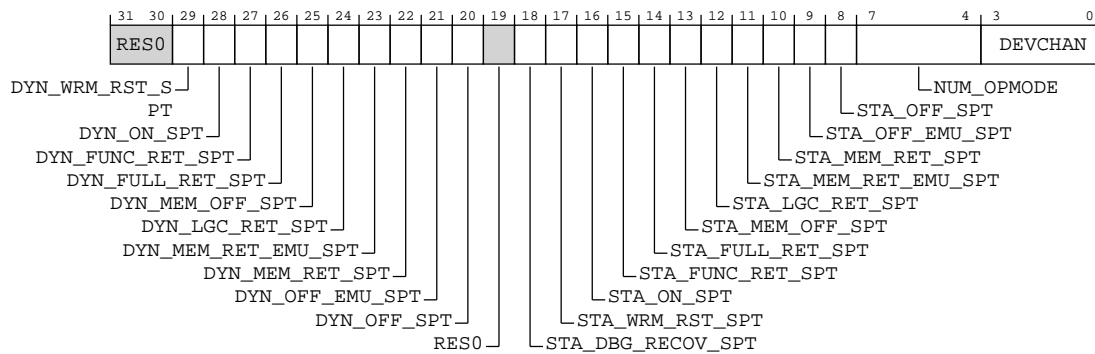 31 30 29 28 27 26 25 24 23 22 21 20 19 18 17 16 15 14 13 12 11 10 9 8 7 4 3 0
RES0 DEVCHAN
DYN_WRM_RST_S NUM_OPMODE
PT STA_OFF_SPT
DYN_ON_SPT STA_OFF_EMU_SPT
DYN_FUNC_RET_SPT STA_MEM_RET_SPT
DYN_FULL_RET_SPT STA_MEM_RET_EMU_SPT
DYN_MEM_OFF_SPT STA_LGC_RET_SPT
DYN_LGC_RET_SPT STA_MEM_OFF_SPT
DYN_MEM_RET_EMU_SPT STA_FULL_RET_SPT
DYN_MEM_RET_SPT STA_FUNC_RET_SPT
DYN_OFF_EMU_SPT STA_ON_SPT
DYN_OFF_SPT STA_WRM_RST_SPT
RES0 STA_DBG_RECOV_SPT